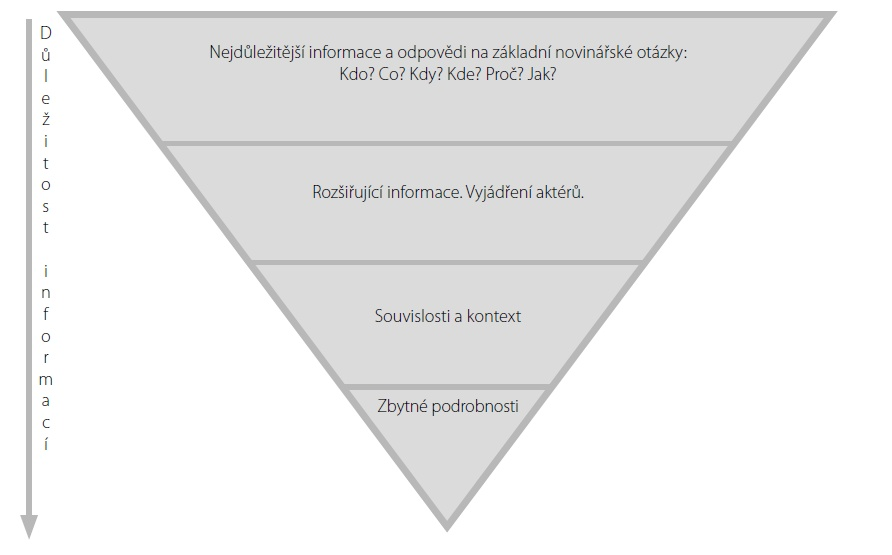 Důležitost informací
Nejdůležitější informace a odpovědi na základní novinářské otázky:
Kdo? Co? Kdy? Kde? Proč? Jak?
Rozšiřující informace. Vyjádření aktérů.
Souvislosti a kontext
Zbytné podrobnosti